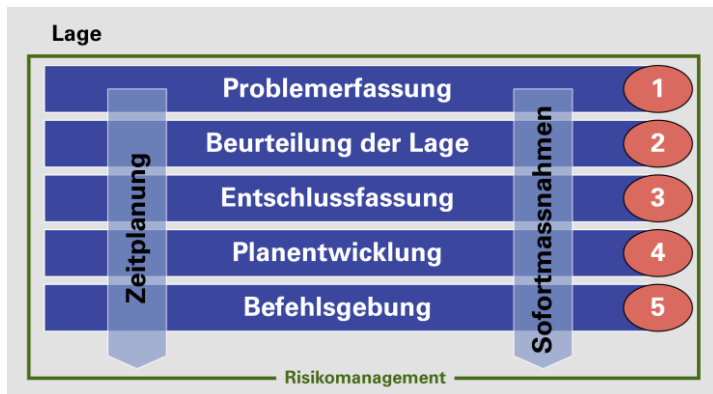 Lage
Problemerfassung 1
Beurteilung der Lage 2
Entschlussfassung 3
Planentwicklung 4
Befehlsgebung 5
Zeitplanung
Sofortmassnahmen
Risikomanagement